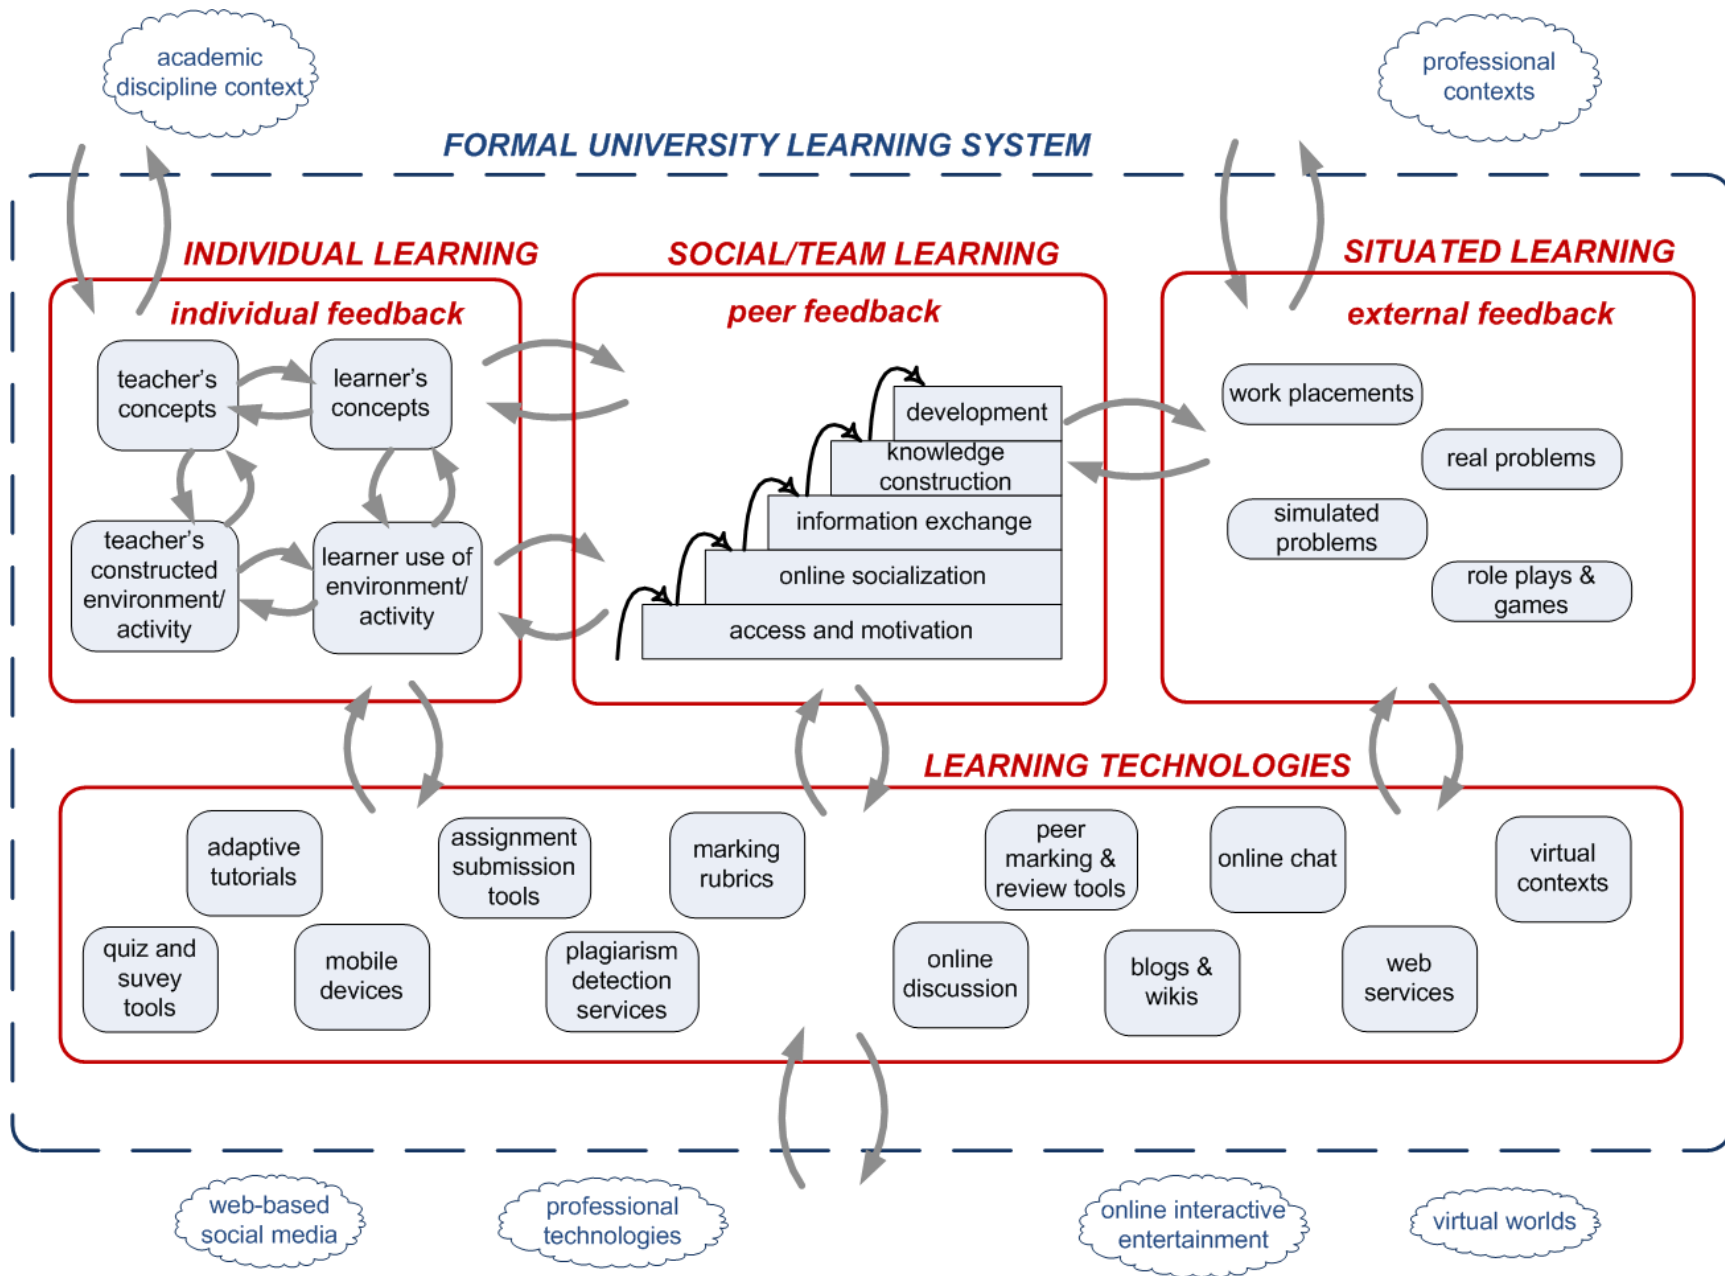 academic
discipline context
professional
contexts
FORMAL UNIVERSITY LEARNING SYSTEM
INDIVIDUAL LEARNING
individual feedback
teacher's
concepts
learner's
concepts
teacher's
constructed
environment/
activity
learner use of
environment/
activity
SOCIAL/TEAM LEARNING
peer feedback
development
knowledge
construction
information exchange
online socialization
access and motivation
SITUATED LEARNING
external feedback
work placements
real problems
simulated
problems
role plays &
games
LEARNING TECHNOLOGIES
adaptive
tutorials
assignment
submission
tools
marking
rubrics
peer
marking &
review tools
online chat
virtual
contexts
quiz and
suvey
tools
mobile
devices
plagiarism
detection
services
online
discussion
blogs &
wikis
web
services
web-based
social media
professional
technologies
online interactive
entertainment
virtual worlds